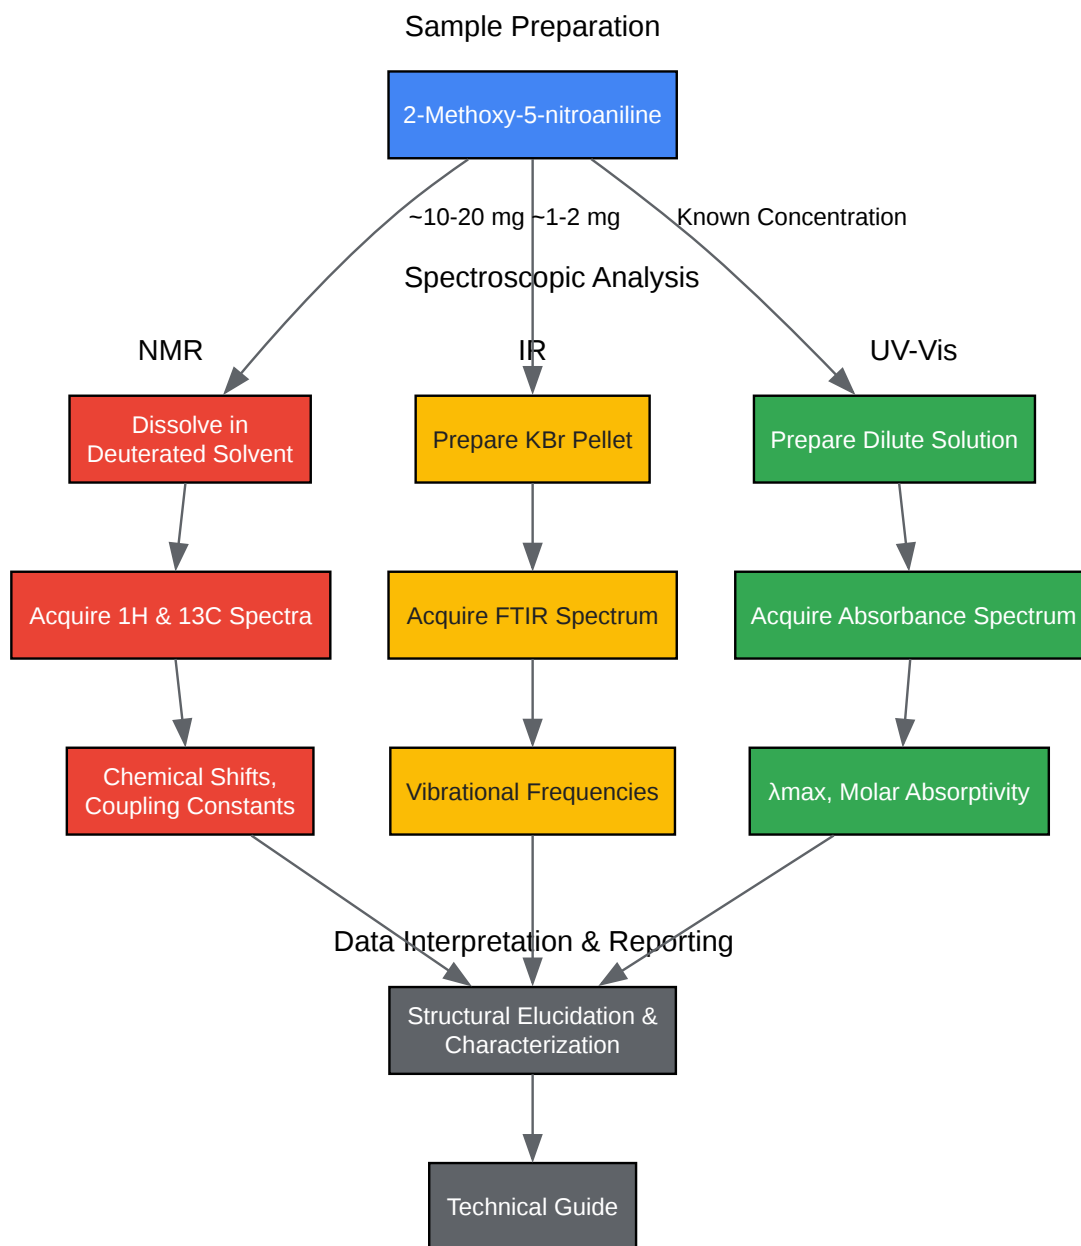 Sample Preparation
2-Methoxy-5-nitroaniline
~10-20 mg ~1-2 mg Known Concentration
Spectroscopic Analysis
NMR IR UV-Vis
Dissolve in
Deuterated Solvent
Prepare KBr Pellet
Prepare Dilute Solution
Acquire 1H & 13C Spectra
Acquire FTIR Spectrum
Acquire Absorbance Spectrum
Chemical Shifts,
Coupling Constants
Vibrational Frequencies
λmax, Molar Absorptivity
Data Interpretation & Reporting
Structural Elucidation &
Characterization
Technical Guide